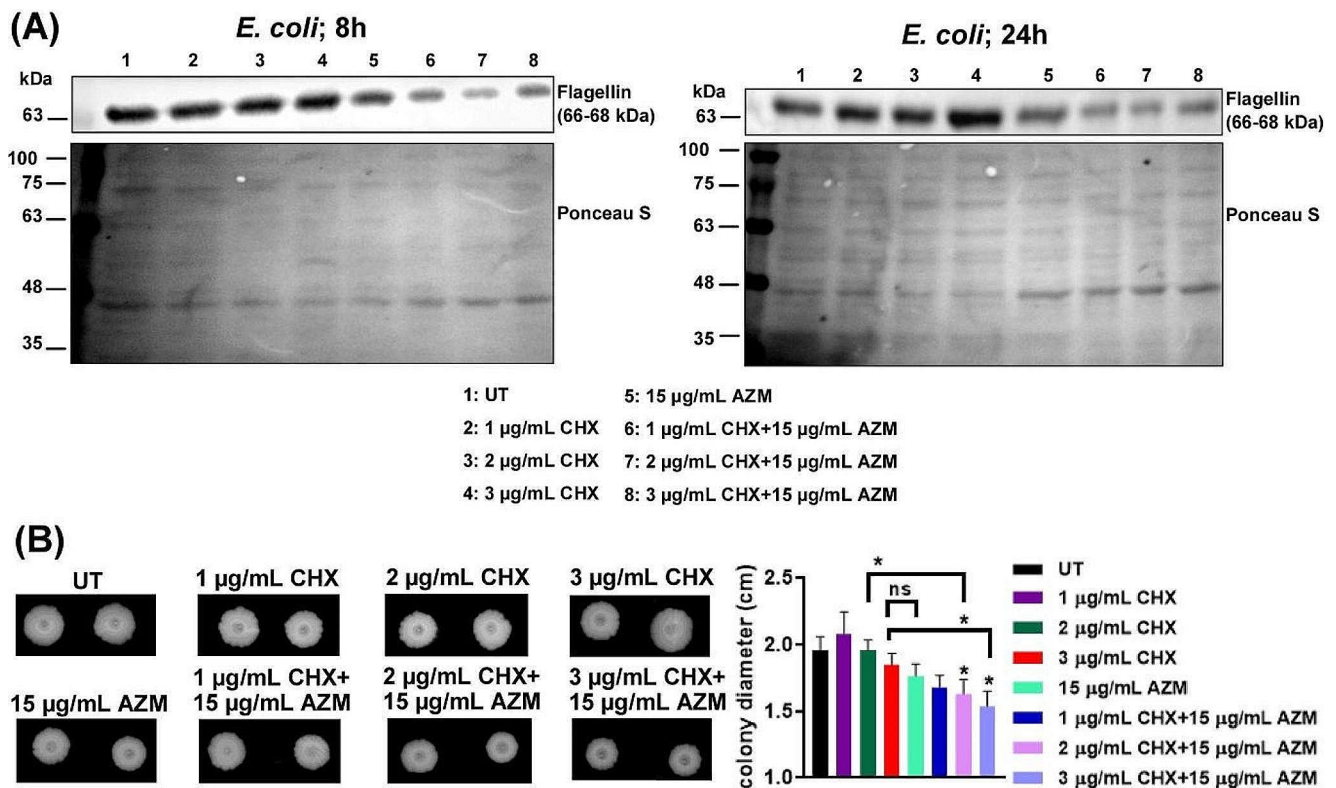 (A)
E. coli; 8h
1 2 3 4 5 6 7 8
kDa
63
Flagellin
(66-68 kDa)
100
75
63
48
35
Ponceau S
E. coli; 24h
1 2 3 4 5 6 7 8
kDa
63
Flagellin
(66-68 kDa)
100
75
63
48
35
Ponceau S
1: UT
2: 1 µg/mL CHX
3: 2 µg/mL CHX
4: 3 µg/mL CHX
5: 15 µg/mL AZM
6: 1 µg/mL CHX+15 µg/mL AZM
7: 2 µg/mL CHX+15 µg/mL AZM
8: 3 µg/mL CHX+15 µg/mL AZM
(B)
UT
1 µg/mL CHX
2 µg/mL CHX
3 µg/mL CHX
15 µg/mL AZM
1 µg/mL CHX+
15 µg/mL AZM
2 µg/mL CHX+
15 µg/mL AZM
3 µg/mL CHX+
15 µg/mL AZM
colony diameter (cm)
2.5
2.0
1.5
1.0
*
ns
*
*
*
UT
1 µg/mL CHX
2 µg/mL CHX
3 µg/mL CHX
15 µg/mL AZM
1 µg/mL CHX+15 µg/mL AZM
2 µg/mL CHX+15 µg/mL AZM
3 µg/mL CHX+15 µg/mL AZM